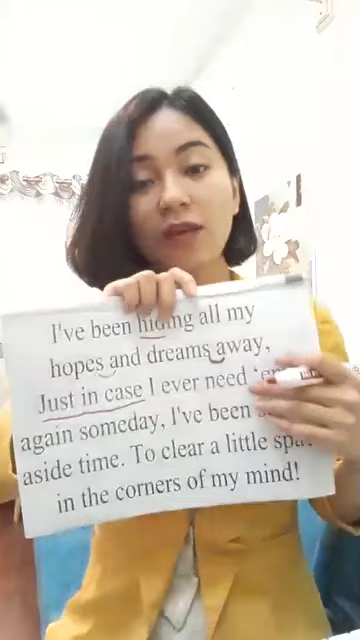 I've been hiding all my
hopes and dreams away,
Just in case I ever need
again someday, I've been
aside time. To clear a little
in the corners of my mind!